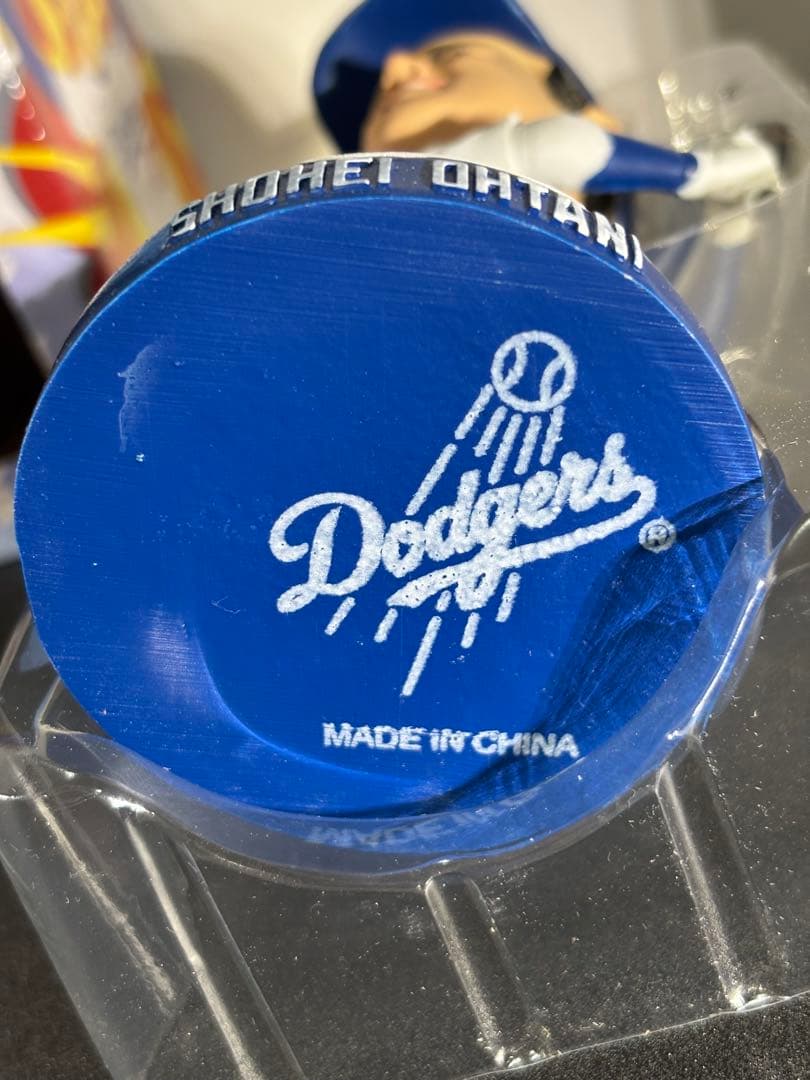 SHOHEI OHTANI
Dodgers
®
MADE IN CHINA